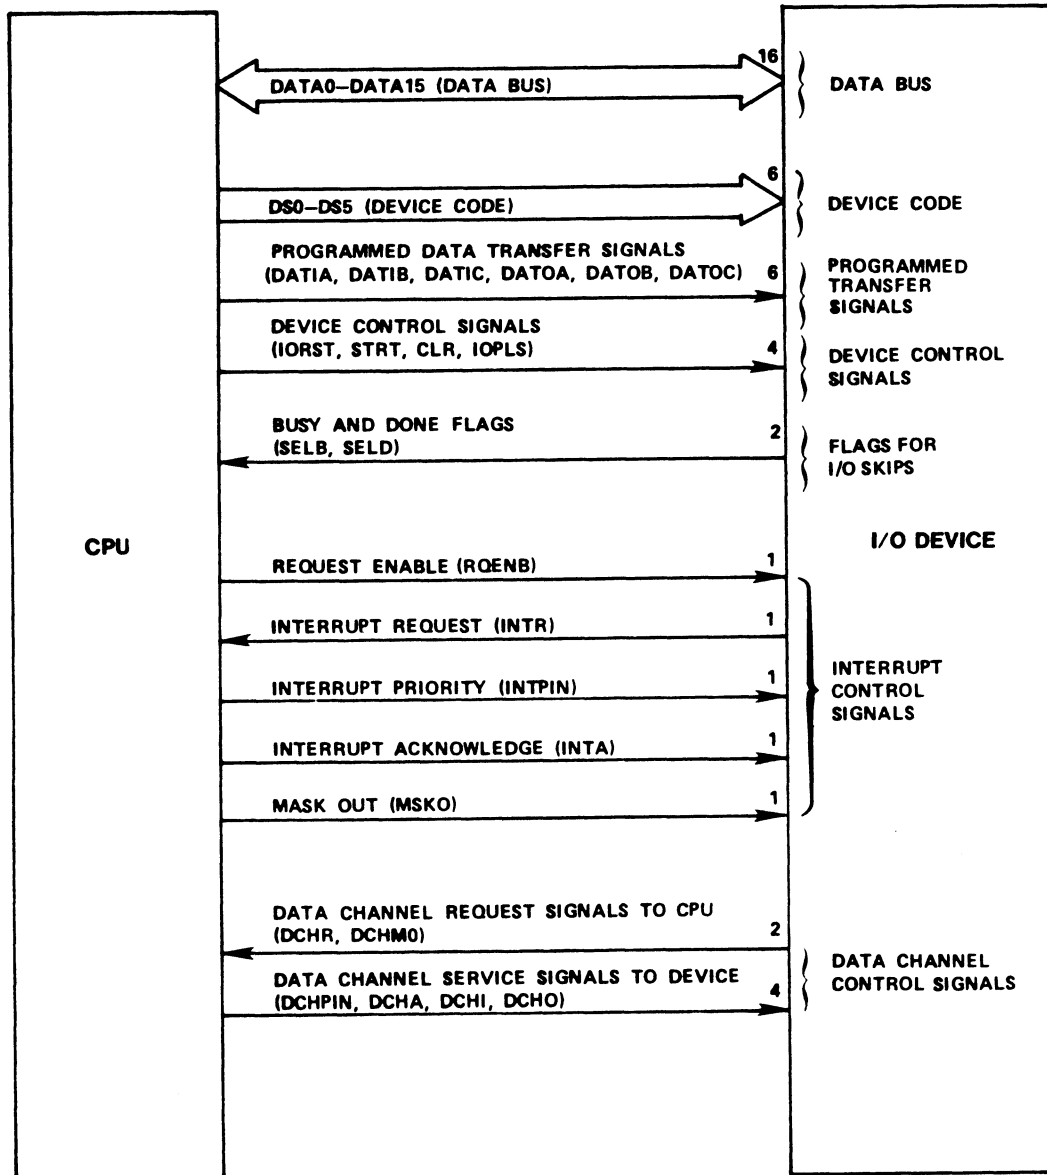 16
DATA0–DATA15 (DATA BUS)
DATA BUS
6
DS0–DS5 (DEVICE CODE)
DEVICE CODE
PROGRAMMED DATA TRANSFER SIGNALS
(DATIA, DATIB, DATIC, DATOA, DATOB, DATOC)
6
PROGRAMMED
TRANSFER
SIGNALS
DEVICE CONTROL SIGNALS
(IORST, STRT, CLR, IOPLS)
4
DEVICE CONTROL
SIGNALS
BUSY AND DONE FLAGS
(SELB, SELD)
2
FLAGS FOR
I/O SKIPS
CPU
I/O DEVICE
REQUEST ENABLE (RQENB)
1
INTERRUPT REQUEST (INTR)
1
INTERRUPT PRIORITY (INTPIN)
1
INTERRUPT ACKNOWLEDGE (INTA)
1
MASK OUT (MSKO)
1
INTERRUPT
CONTROL
SIGNALS
DATA CHANNEL REQUEST SIGNALS TO CPU
(DCHR, DCHM0)
2
DATA CHANNEL SERVICE SIGNALS TO DEVICE
(DCHPIN, DCHA, DCHI, DCHO)
4
DATA CHANNEL
CONTROL SIGNALS